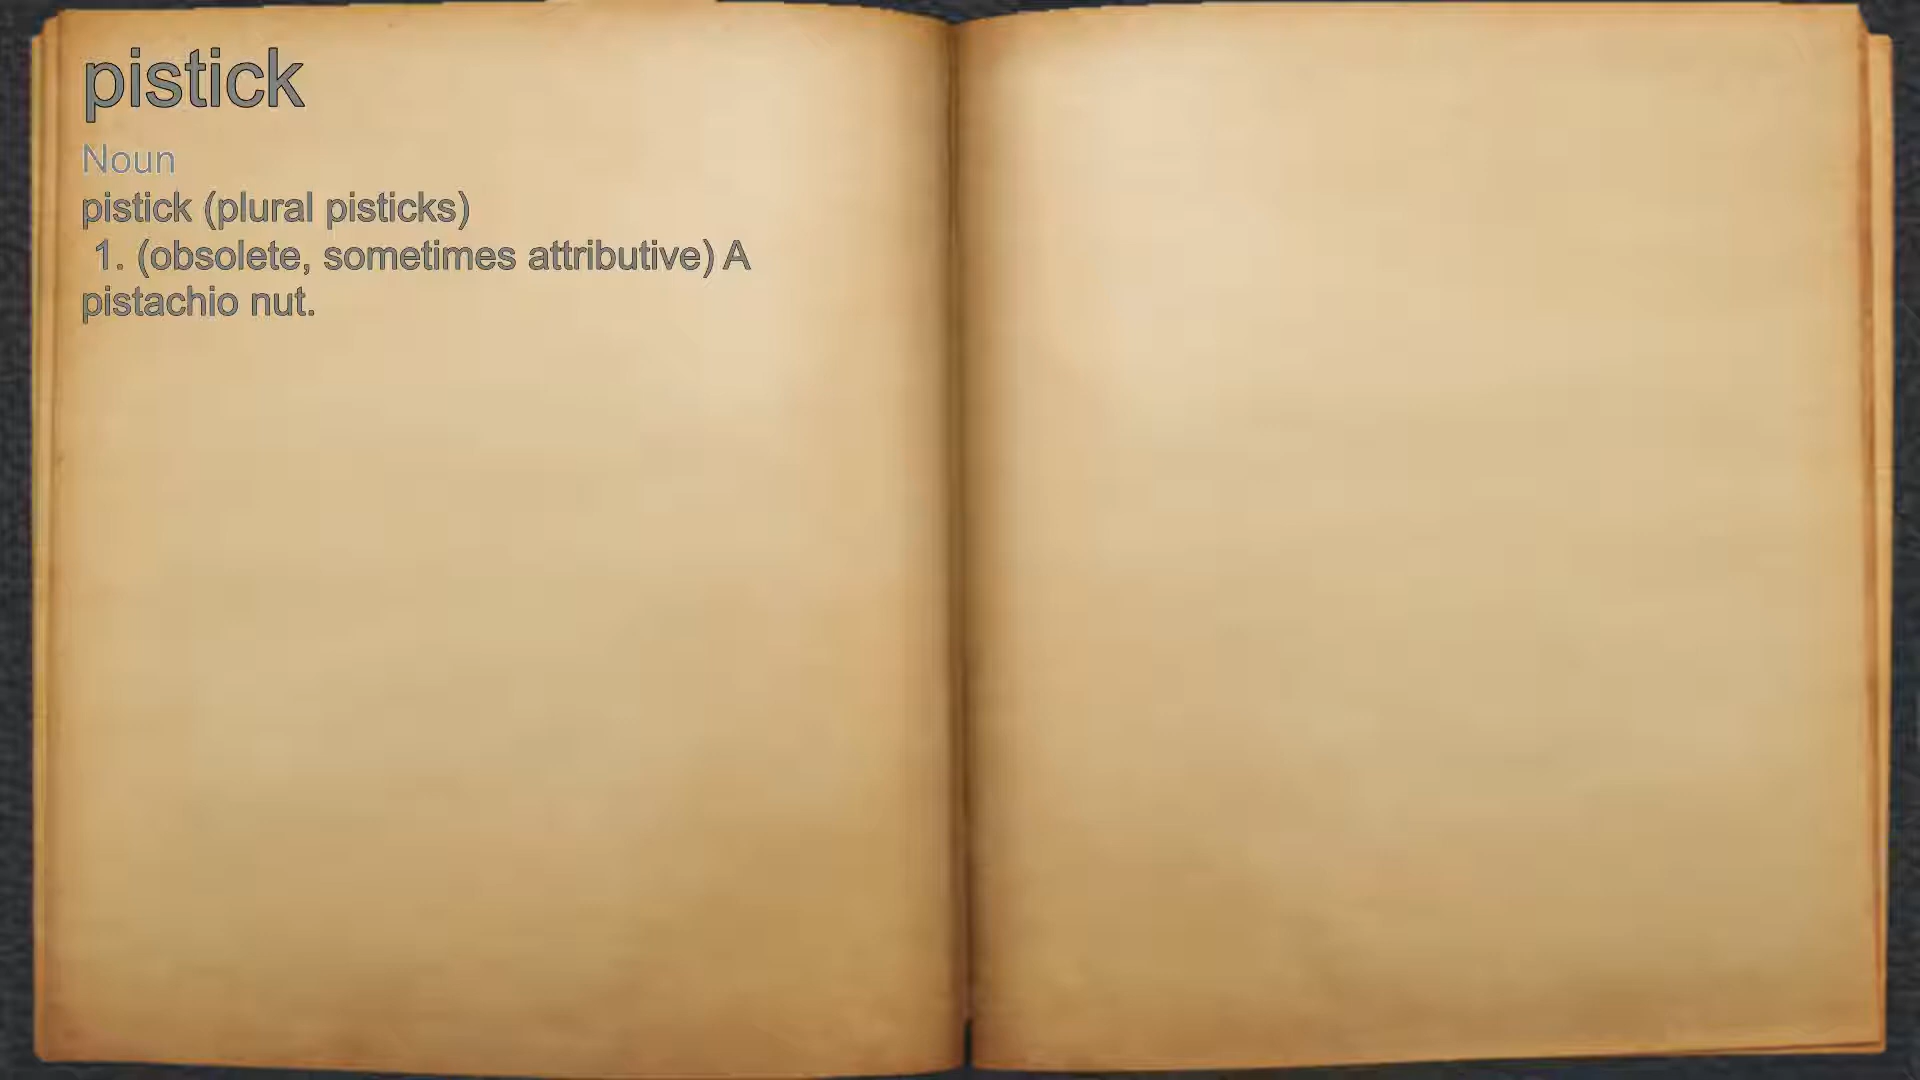 pistick
Noun
pistick (plural pisticks)
1. (obsolete, sometimes attributive) A
pistachio nut.